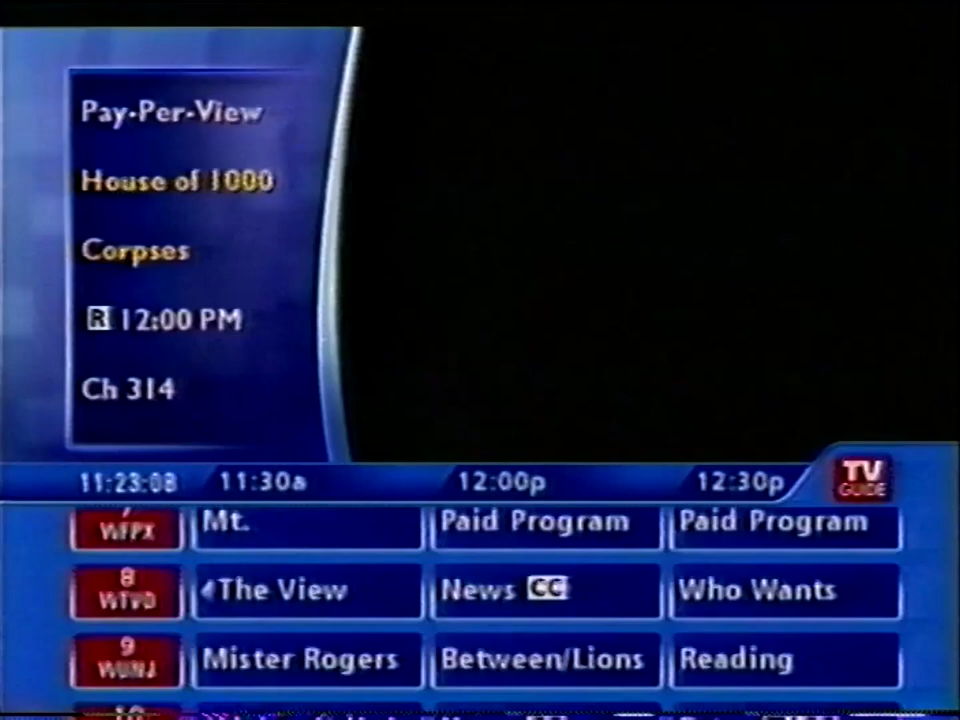 Pay-Per-View
House of 1000
Corpses
R 12:00 PM
Ch 314
11:23:08 11:30a 12:00p 12:30p TV GUIDE
7 WFPX Mt. Paid Program Paid Program
8 WTVD The View News CC Who Wants
9 WUNJ Mister Rogers Between/Lions Reading
10